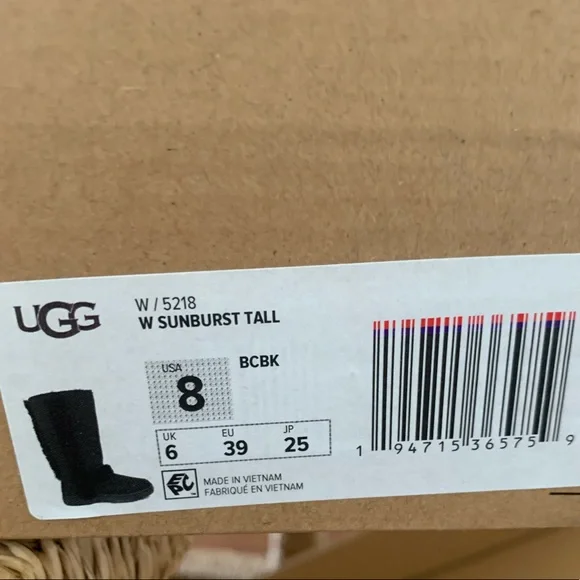 UGG
W / 5218
W SUNBURST TALL
USA
8
BCBK
UK EU JP
6 39 25
MADE IN VIETNAM
FABRIQUÉ EN VIETNAM
1 94715 36575 9